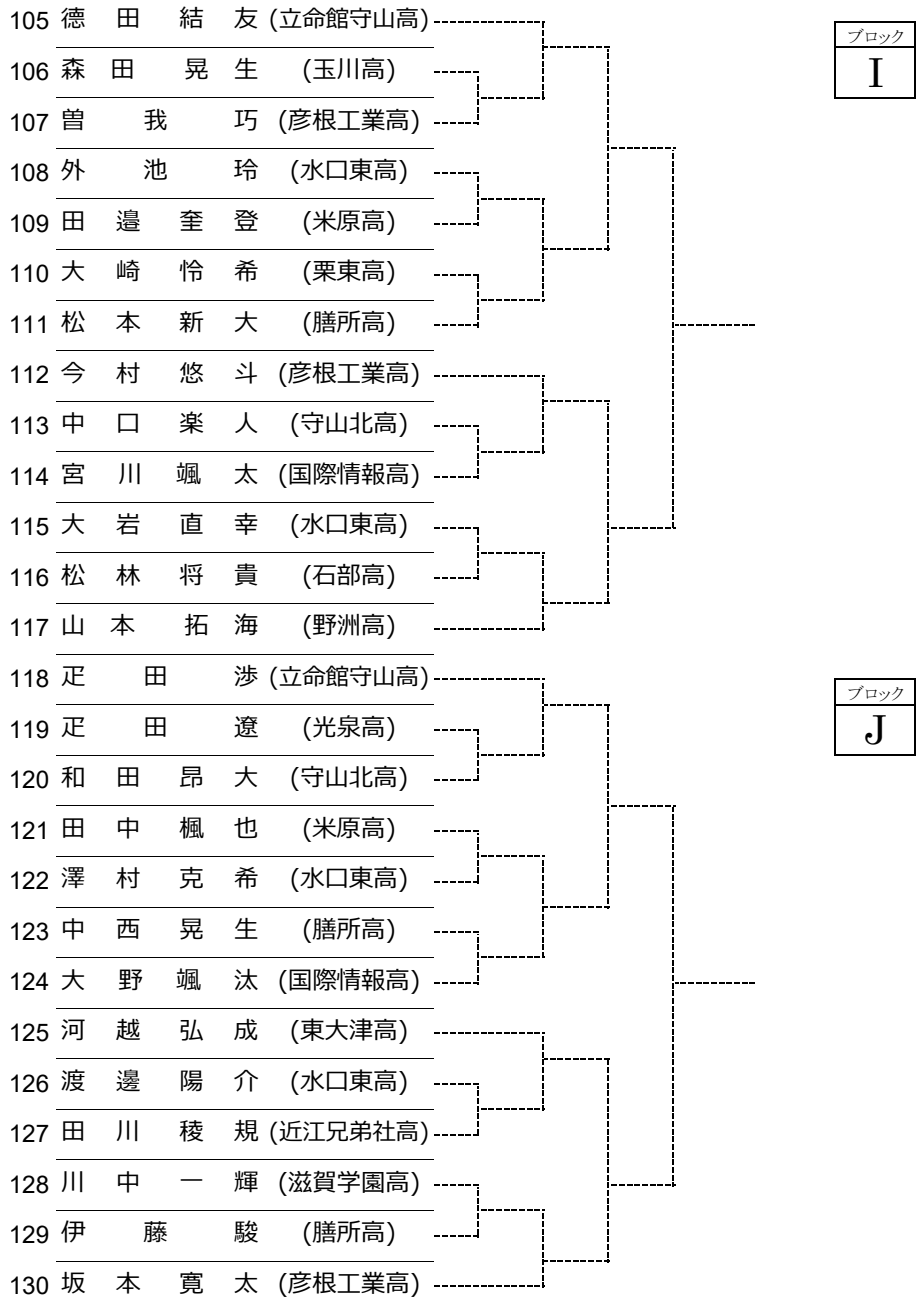 105 德田結友 (立命館守山高)
ブロック
I
106 森田晃生 (玉川高)
107 曽我巧 (彦根工業高)
108 外池玲 (水口東高)
109 田邉奎登 (米原高)
110 大崎怜希 (栗東高)
111 松本新大 (膳所高)
112 今村悠斗 (彦根工業高)
113 中口楽人 (守山北高)
114 宮川颯太 (国際情報高)
115 大岩直幸 (水口東高)
116 松林将貴 (石部高)
117 山本拓海 (野洲高)
118 疋田渉 (立命館守山高)
ブロック
J
119 疋田遼 (光泉高)
120 和田昂大 (守山北高)
121 田中楓也 (米原高)
122 澤村克希 (水口東高)
123 中西晃生 (膳所高)
124 大野颯汰 (国際情報高)
125 河越弘成 (東大津高)
126 渡邊陽介 (水口東高)
127 田川稜規 (近江兄弟社高)
128 川中一輝 (滋賀学園高)
129 伊藤駿 (膳所高)
130 坂本寛太 (彦根工業高)